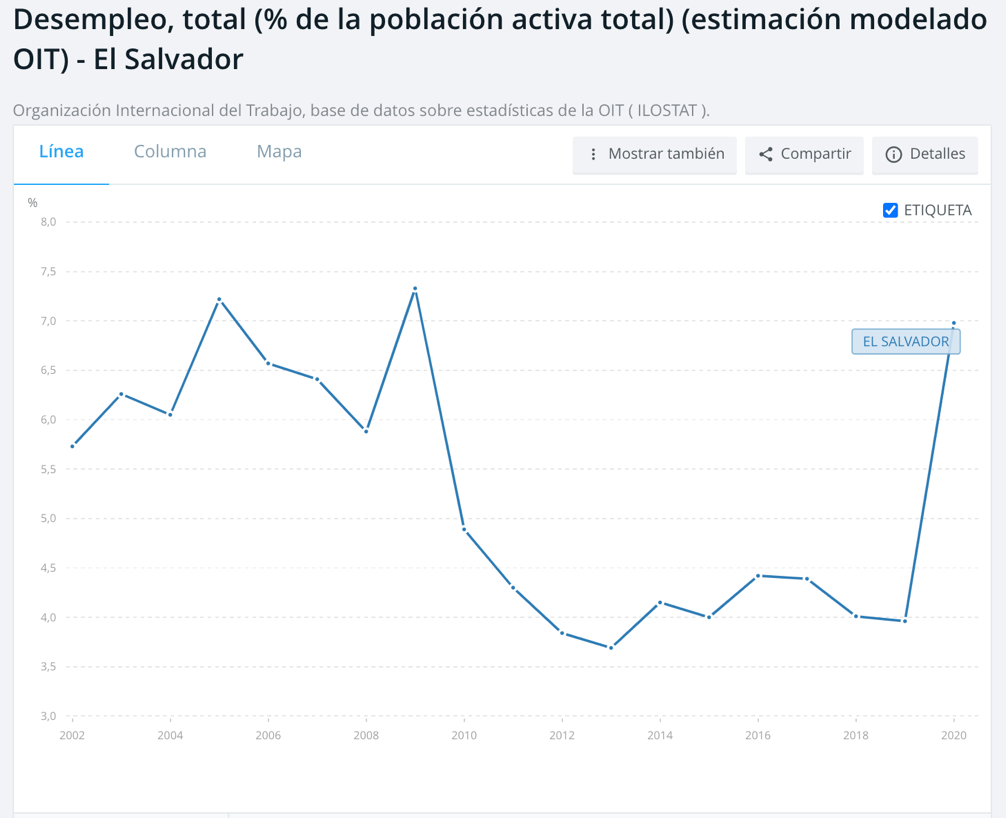 Desempleo, total (% de la población activa total) (estimación modelado
OIT) - El Salvador
Organización Internacional del Trabajo, base de datos sobre estadísticas de la OIT ( ILOSTAT ).
Línea Columna Mapa Mostrar también Compartir Detalles
%
ETIQUETA
8,0
7,5
7,0
EL SALVADOR
6,5
6,0
5,5
5,0
4,5
4,0
3,5
3,0
2002 2004 2006 2008 2010 2012 2014 2016 2018 2020